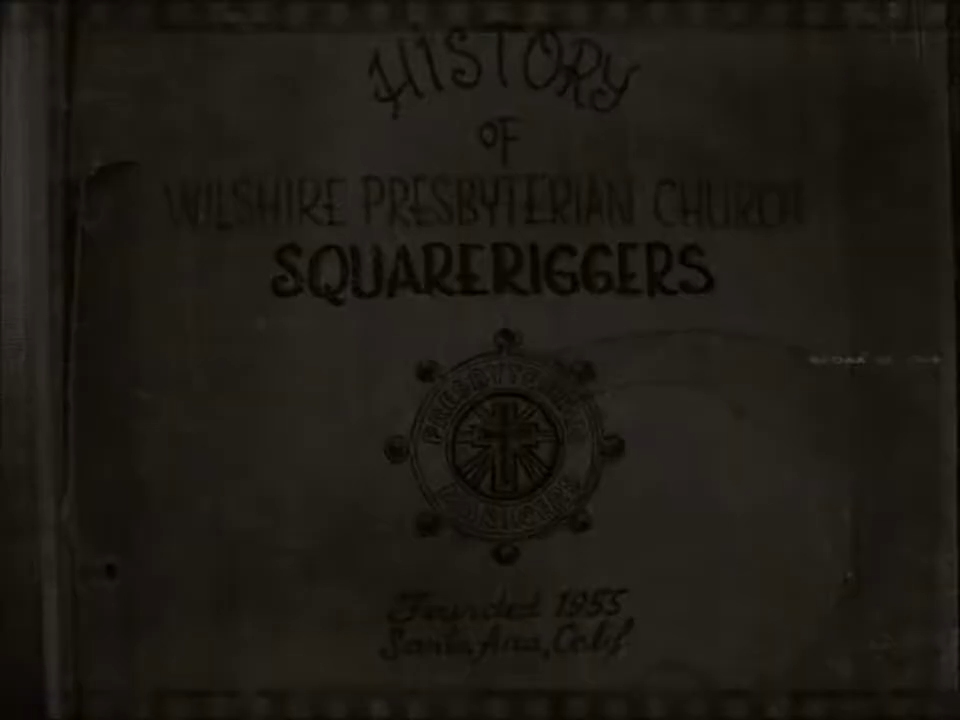 HISTORY
OF
WILSHIRE PRESBYTERIAN CHURCH
SQUARERIGGERS
Founded 1955
Santa Ana, Calif